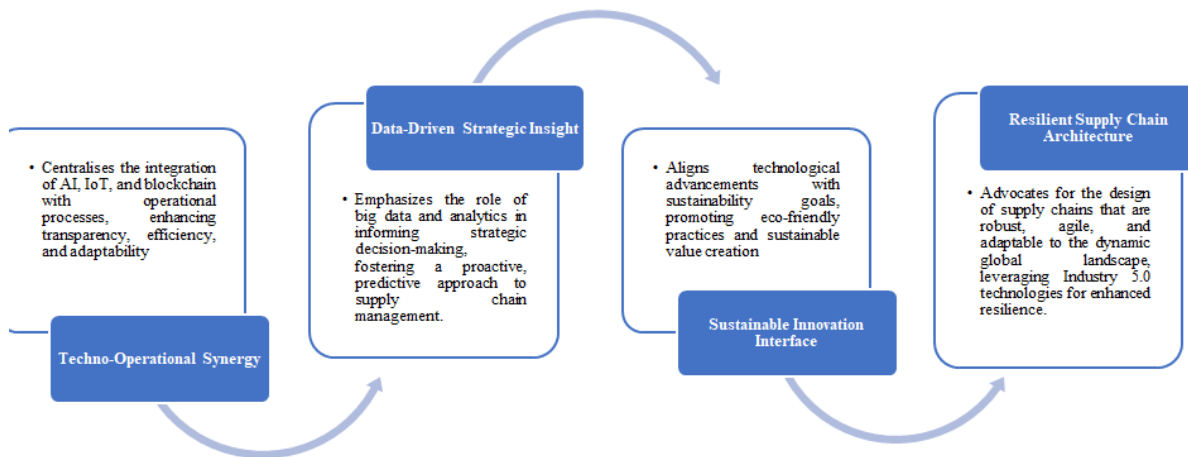 • Centralises the integration
of AI, IoT, and blockchain
with operational
processes, enhancing
transparency, efficiency,
and adaptability
Techno-Operational Synergy
Data-Driven Strategic Insight
• Emphasizes the role of
big data and analytics in
informing strategic
decision-making,
fostering a proactive,
predictive approach to
supply chain
management.
• Aligns technological
advancements with
sustainability goals,
promoting eco-friendly
practices and sustainable
value creation
Sustainable Innovation
Interface
Resilient Supply Chain
Architecture
• Advocates for the design
of supply chains that are
robust, agile, and
adaptable to the dynamic
global landscape,
leveraging Industry 5.0
technologies for enhanced
resilience.